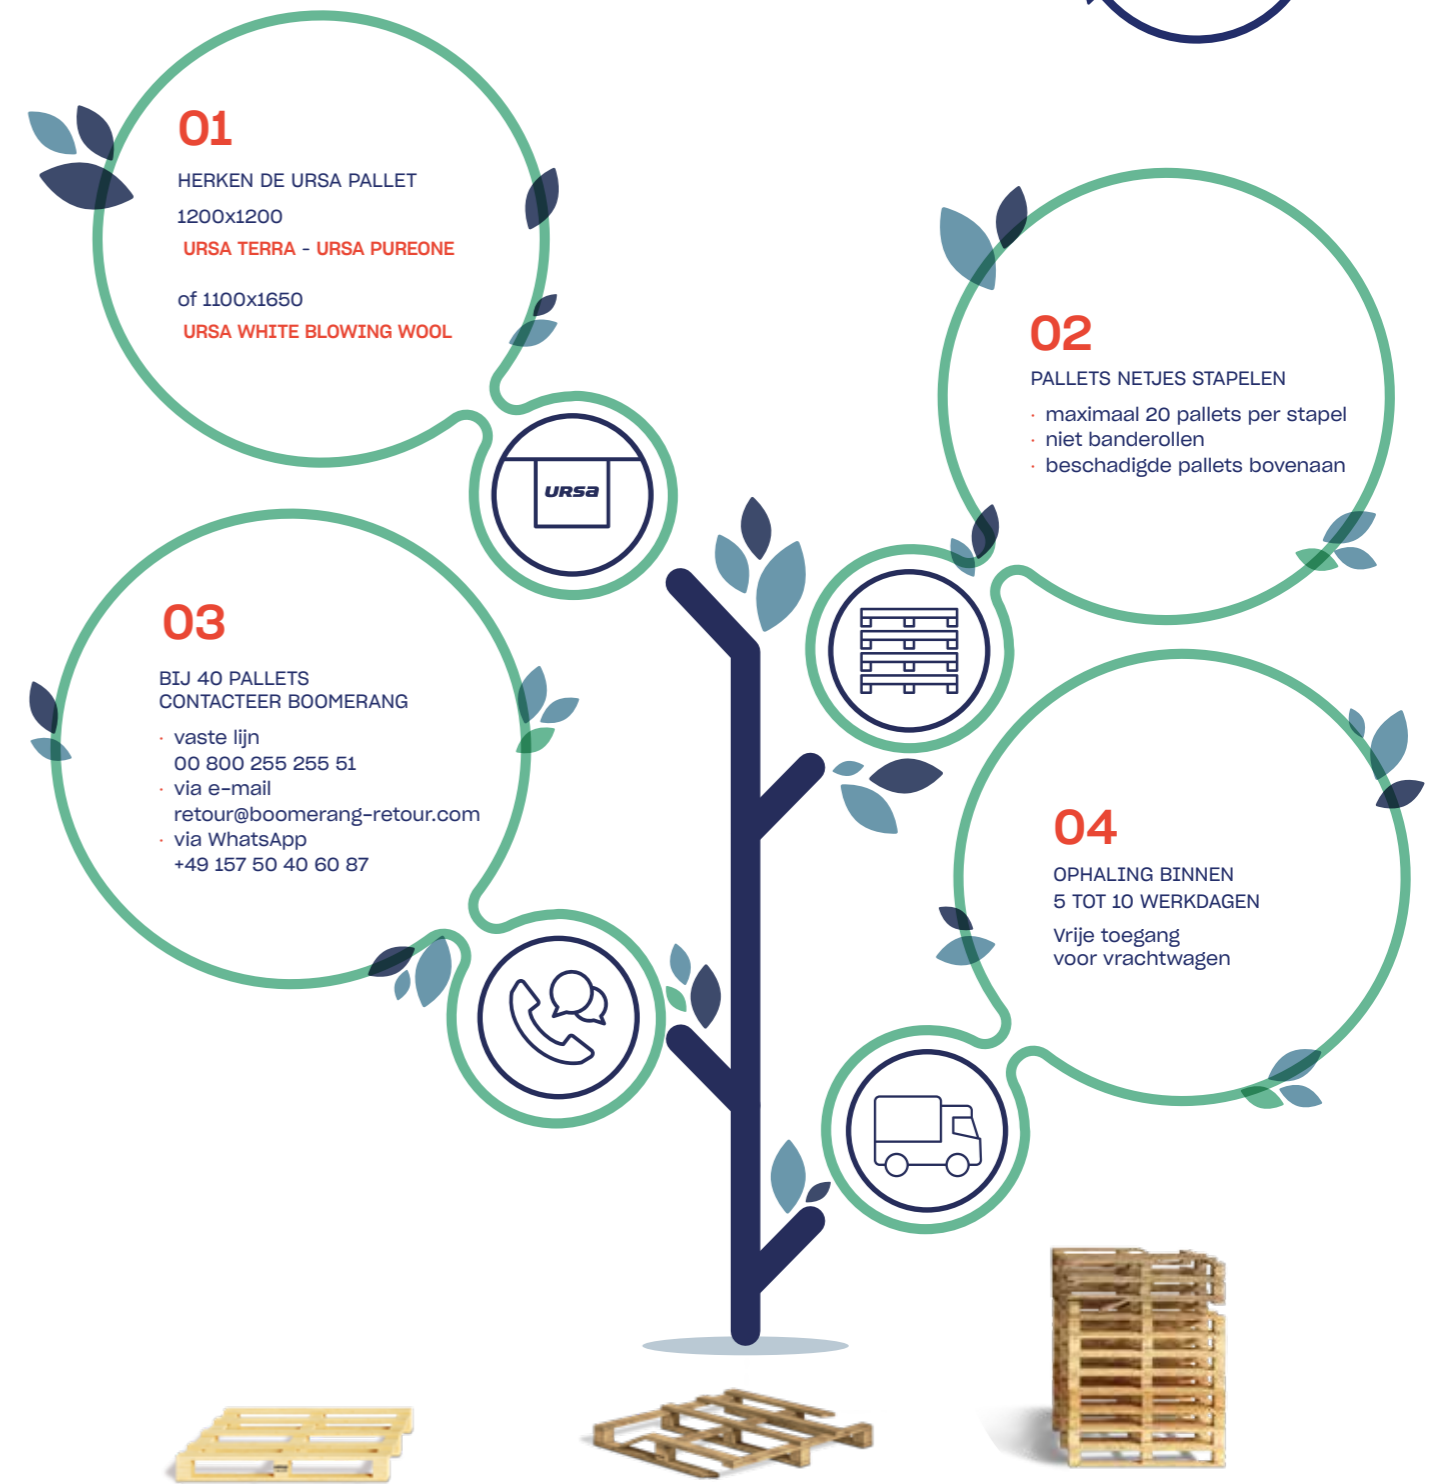 01
HERKEN DE URSA PALLET
1200x1200
URSA TERRA - URSA PUREONE
of 1100x1650
URSA WHITE BLOWING WOOL
URSA
02
PALLETS NETJES STAPELEN
· maximaal 20 pallets per stapel
· niet banderollen
· beschadigde pallets bovenaan
03
BIJ 40 PALLETS
CONTACTEER BOOMERANG
· vaste lijn
00 800 255 255 51
· via e-mail
retour@boomerang-retour.com
· via WhatsApp
+49 157 50 40 60 87
04
OPHALING BINNEN
5 TOT 10 WERKDAGEN
Vrije toegang
voor vrachtwagen